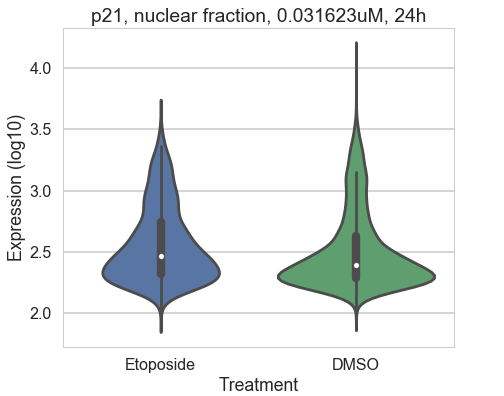 p21, nuclear fraction, 0.031623uM, 24h
Expression (log10)
4.0
3.5
3.0
2.5
2.0
Etoposide DMSO
Treatment